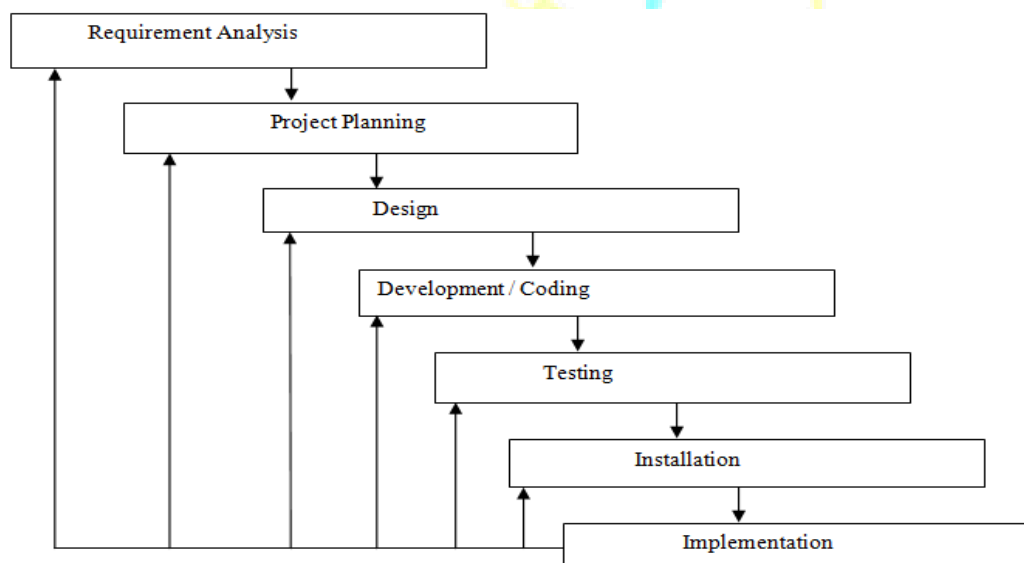 Requirement Analysis
Project Planning
Design
Development / Coding
Testing
Installation
Implementation